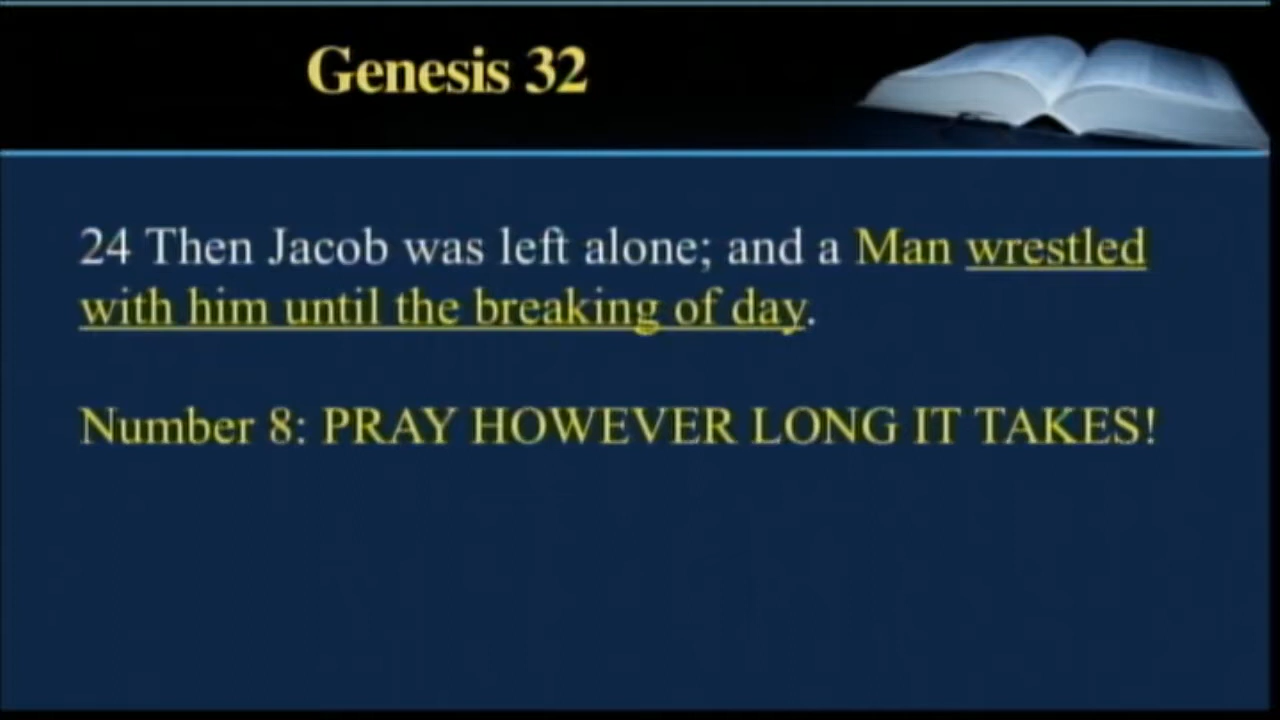 Genesis 32
24 Then Jacob was left alone; and a Man wrestled
with him until the breaking of day.
Number 8: PRAY HOWEVER LONG IT TAKES!